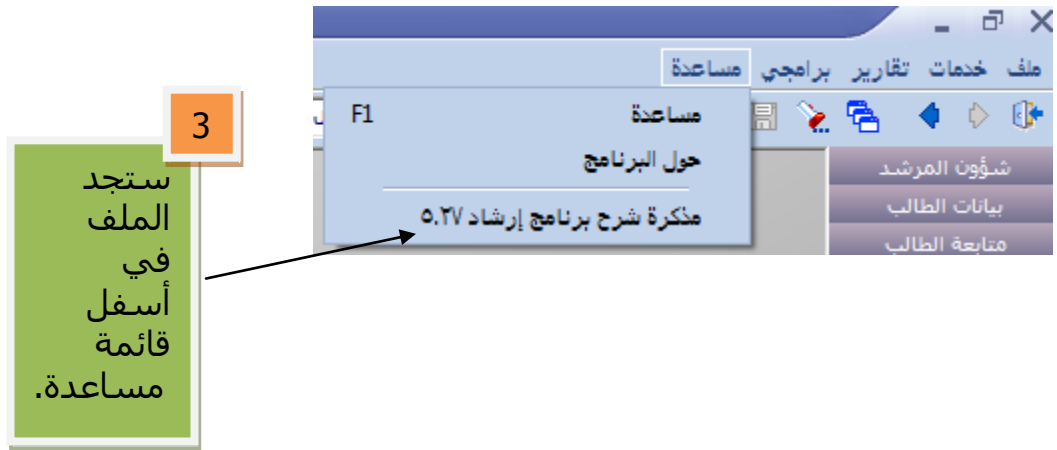 ملف خدمات تقارير برامجي مساعدة
مساعدة F1
حول البرنامج
مذكرة شرح برنامج إرشاد ٥.٢٧
شؤون المرشد
بيانات الطالب
متابعة الطالب
3
ستجد
الملف
في
أسفل
قائمة
مساعدة.